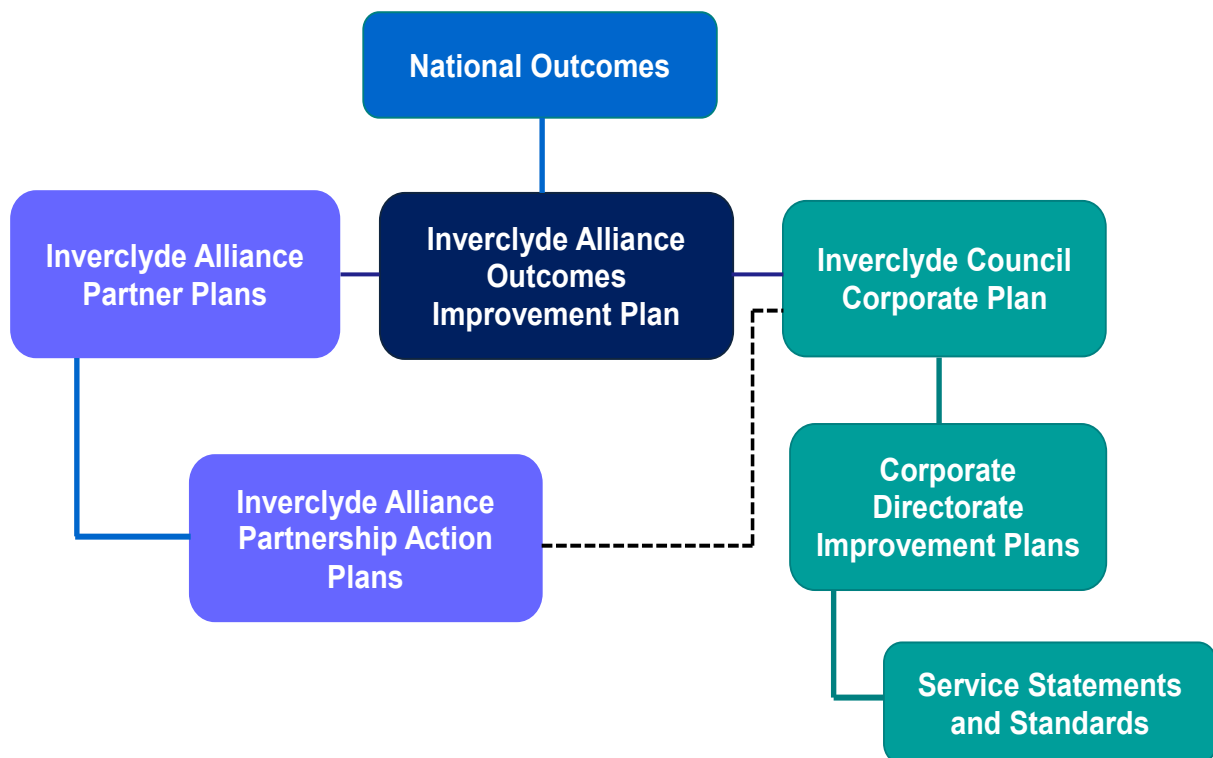 National Outcomes
Inverclyde Alliance
Partner Plans
Inverclyde Alliance
Outcomes
Improvement Plan
Inverclyde Council
Corporate Plan
Inverclyde Alliance
Partnership Action
Plans
Corporate
Directorate
Improvement Plans
Service Statements
and Standards